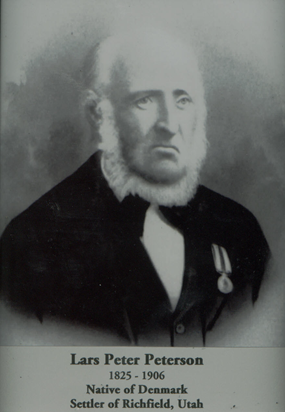 Lars Peter Peterson
1825 - 1906
Native of Denmark
Settler of Richfield, Utah